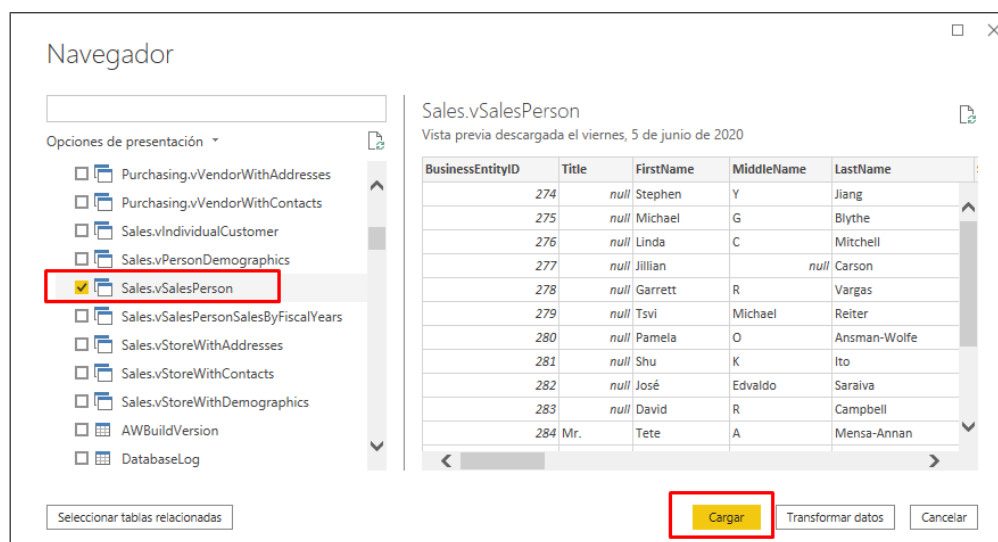 Navegador
Opciones de presentación
Purchasing.vVendorWithAddresses
Purchasing.vVendorWithContacts
Sales.vIndividualCustomer
Sales.vPersonDemographics
Sales.vSalesPerson
Sales.vSalesPersonSalesByFiscalYears
Sales.vStoreWithAddresses
Sales.vStoreWithContacts
Sales.vStoreWithDemographics
AWBuildVersion
DatabaseLog
Sales.vSalesPerson
Vista previa descargada el viernes, 5 de junio de 2020
BusinessEntityID Title FirstName MiddleName LastName
274 null Stephen Y Jiang
275 null Michael G Blythe
276 null Linda C Mitchell
277 null Jillian null Carson
278 null Garrett R Vargas
279 null Tsvi Michael Reiter
280 null Pamela O Ansman-Wolfe
281 null Shu K Ito
282 null José Edvaldo Saraiva
283 null David R Campbell
284 Mr. Tete A Mensa-Annan
Seleccionar tablas relacionadas
Cargar Transformar datos Cancelar